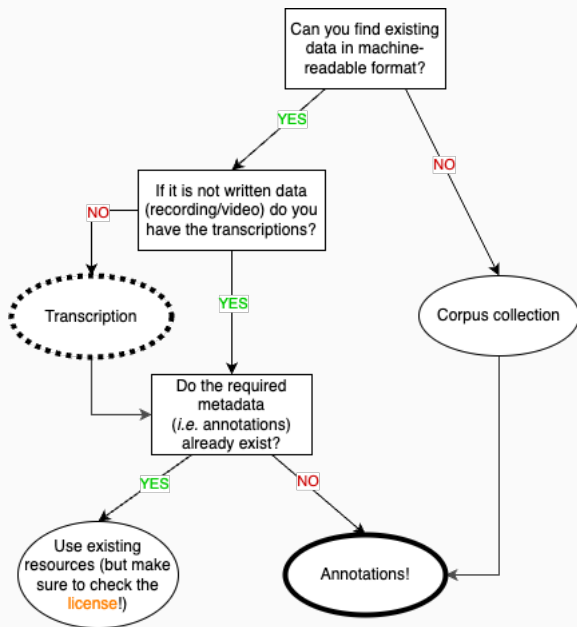 Can you find existing
data in machine-
readable format?
YES
NO
If it is not written data
(recording/video) do you
have the transcriptions?
NO
YES
Transcription
Corpus collection
Do the required
metadata
(i.e. annotations)
already exist?
YES
NO
Use existing
resources (but make
sure to check the
license!)
Annotations!